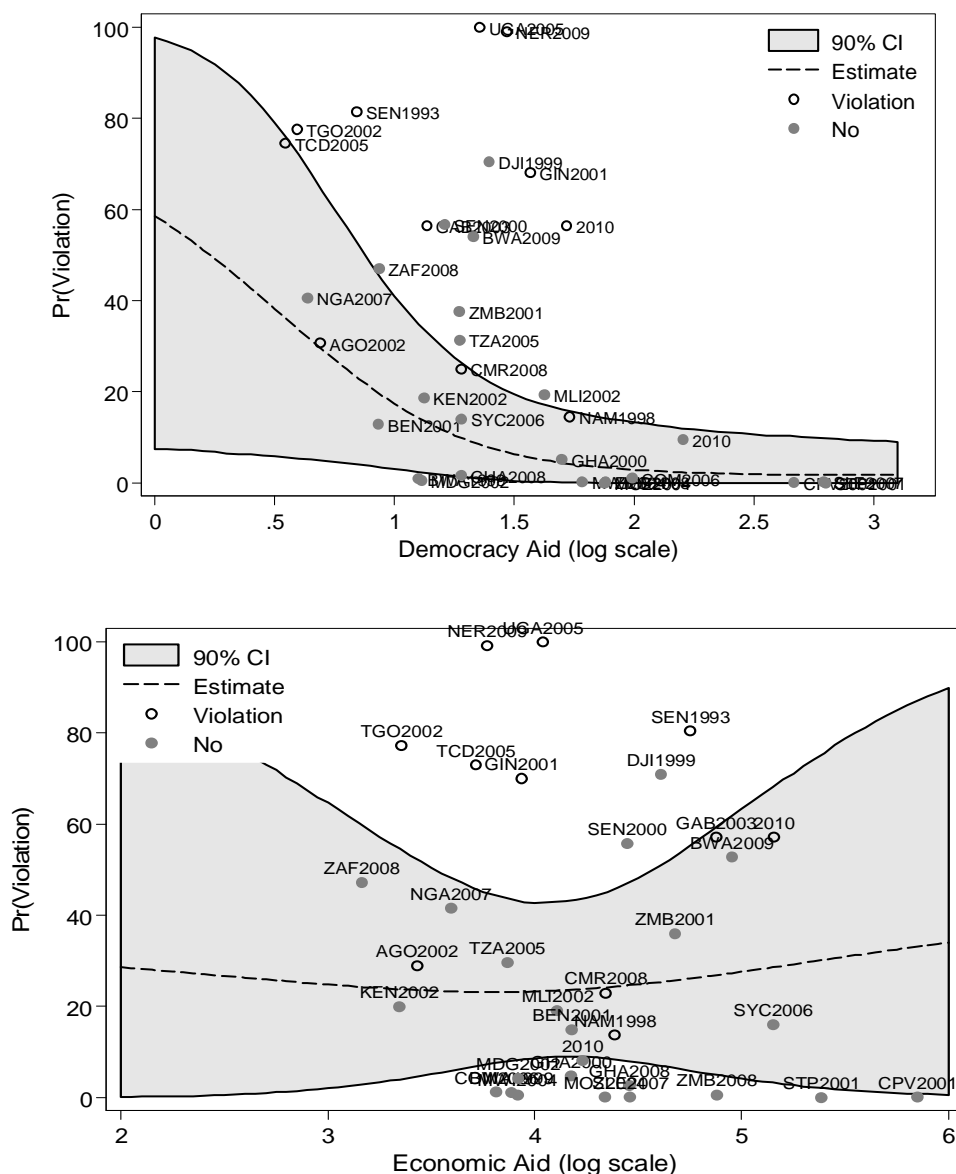 100
UGA2005
NER2009
90% CI
Estimate
Violation
No
80
SEN1993
TGO2002
TCD2005
DJI1999
GIN2001
60
SEN2000
2010
BWA2009
ZAF2008
40
NGA2007
ZMB2001
TZA2005
AGO2002
CMR2008
20
KEN2002
MLI2002
NAM1998
SYC2006
BEN2001
2010
GHA2000
GHA2008
MDG2002
0
Pr(Violation)
0
.5
1
1.5
2
2.5
3
Democracy Aid (log scale)
100
NER2009
UGA2005
90% CI
Estimate
Violation
No
80
TGO2002
SEN1993
TCD2005
GIN2001
DJI1999
60
SEN2000
GAB2003
2010
BWA2009
ZAF2008
40
NGA2007
ZMB2001
AGO2002
TZA2005
CMR2008
20
KEN2002
MLI2002
BEN2001
NAM1998
SYC2006
2010
MDG2002
GHA2000
GHA2008
ZMB2008
STP2001
CPV2001
0
Pr(Violation)
2
3
4
5
6
Economic Aid (log scale)